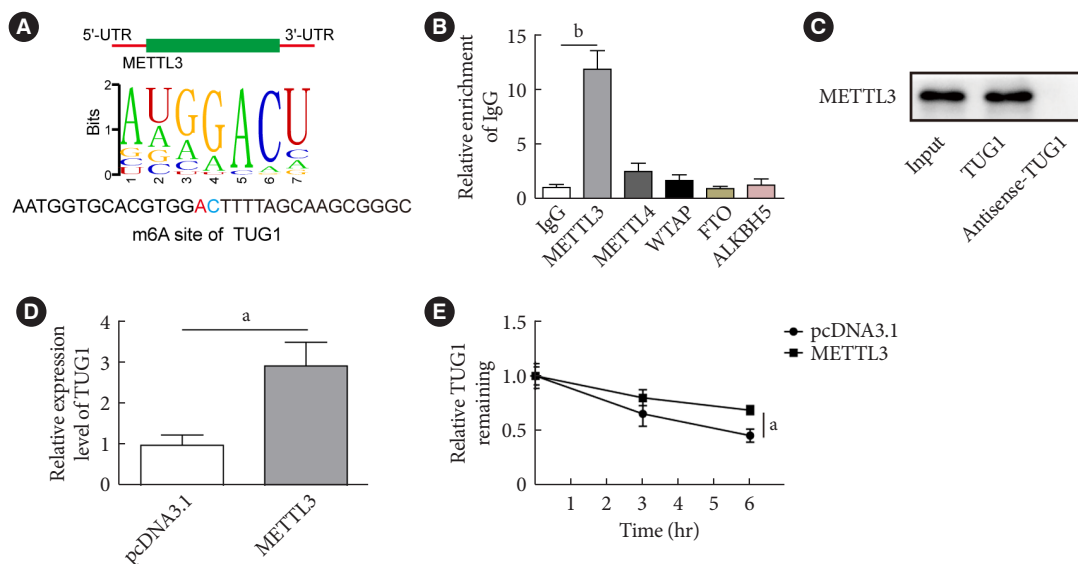 A
5'-UTR
3'-UTR
METTL3
2
1
0
Bits
A
G
C
U
U
A
G
C
G
A
C
U
G
A
U
A
C
A
U
C
A
G
1
2
3
4
5
6
7
AATGGTGCACGTGGACTTTTAGCAAGCGGGC
m6A site of TUG1
B
Relative enrichment
of IgG
15
10
5
0
b
IgG
METTL3
METTL4
WTAP
FTO
ALKBH5
C
METTL3
Input
TUG1
Antisense-TUG1
D
Relative expression
level of TUG1
4
3
2
1
0
a
pcDNA3.1
METTL3
E
Relative TUG1
remaining
1.5
1.0
0.5
0
1 2 3 4 5 6
Time (hr)
pcDNA3.1
METTL3
a